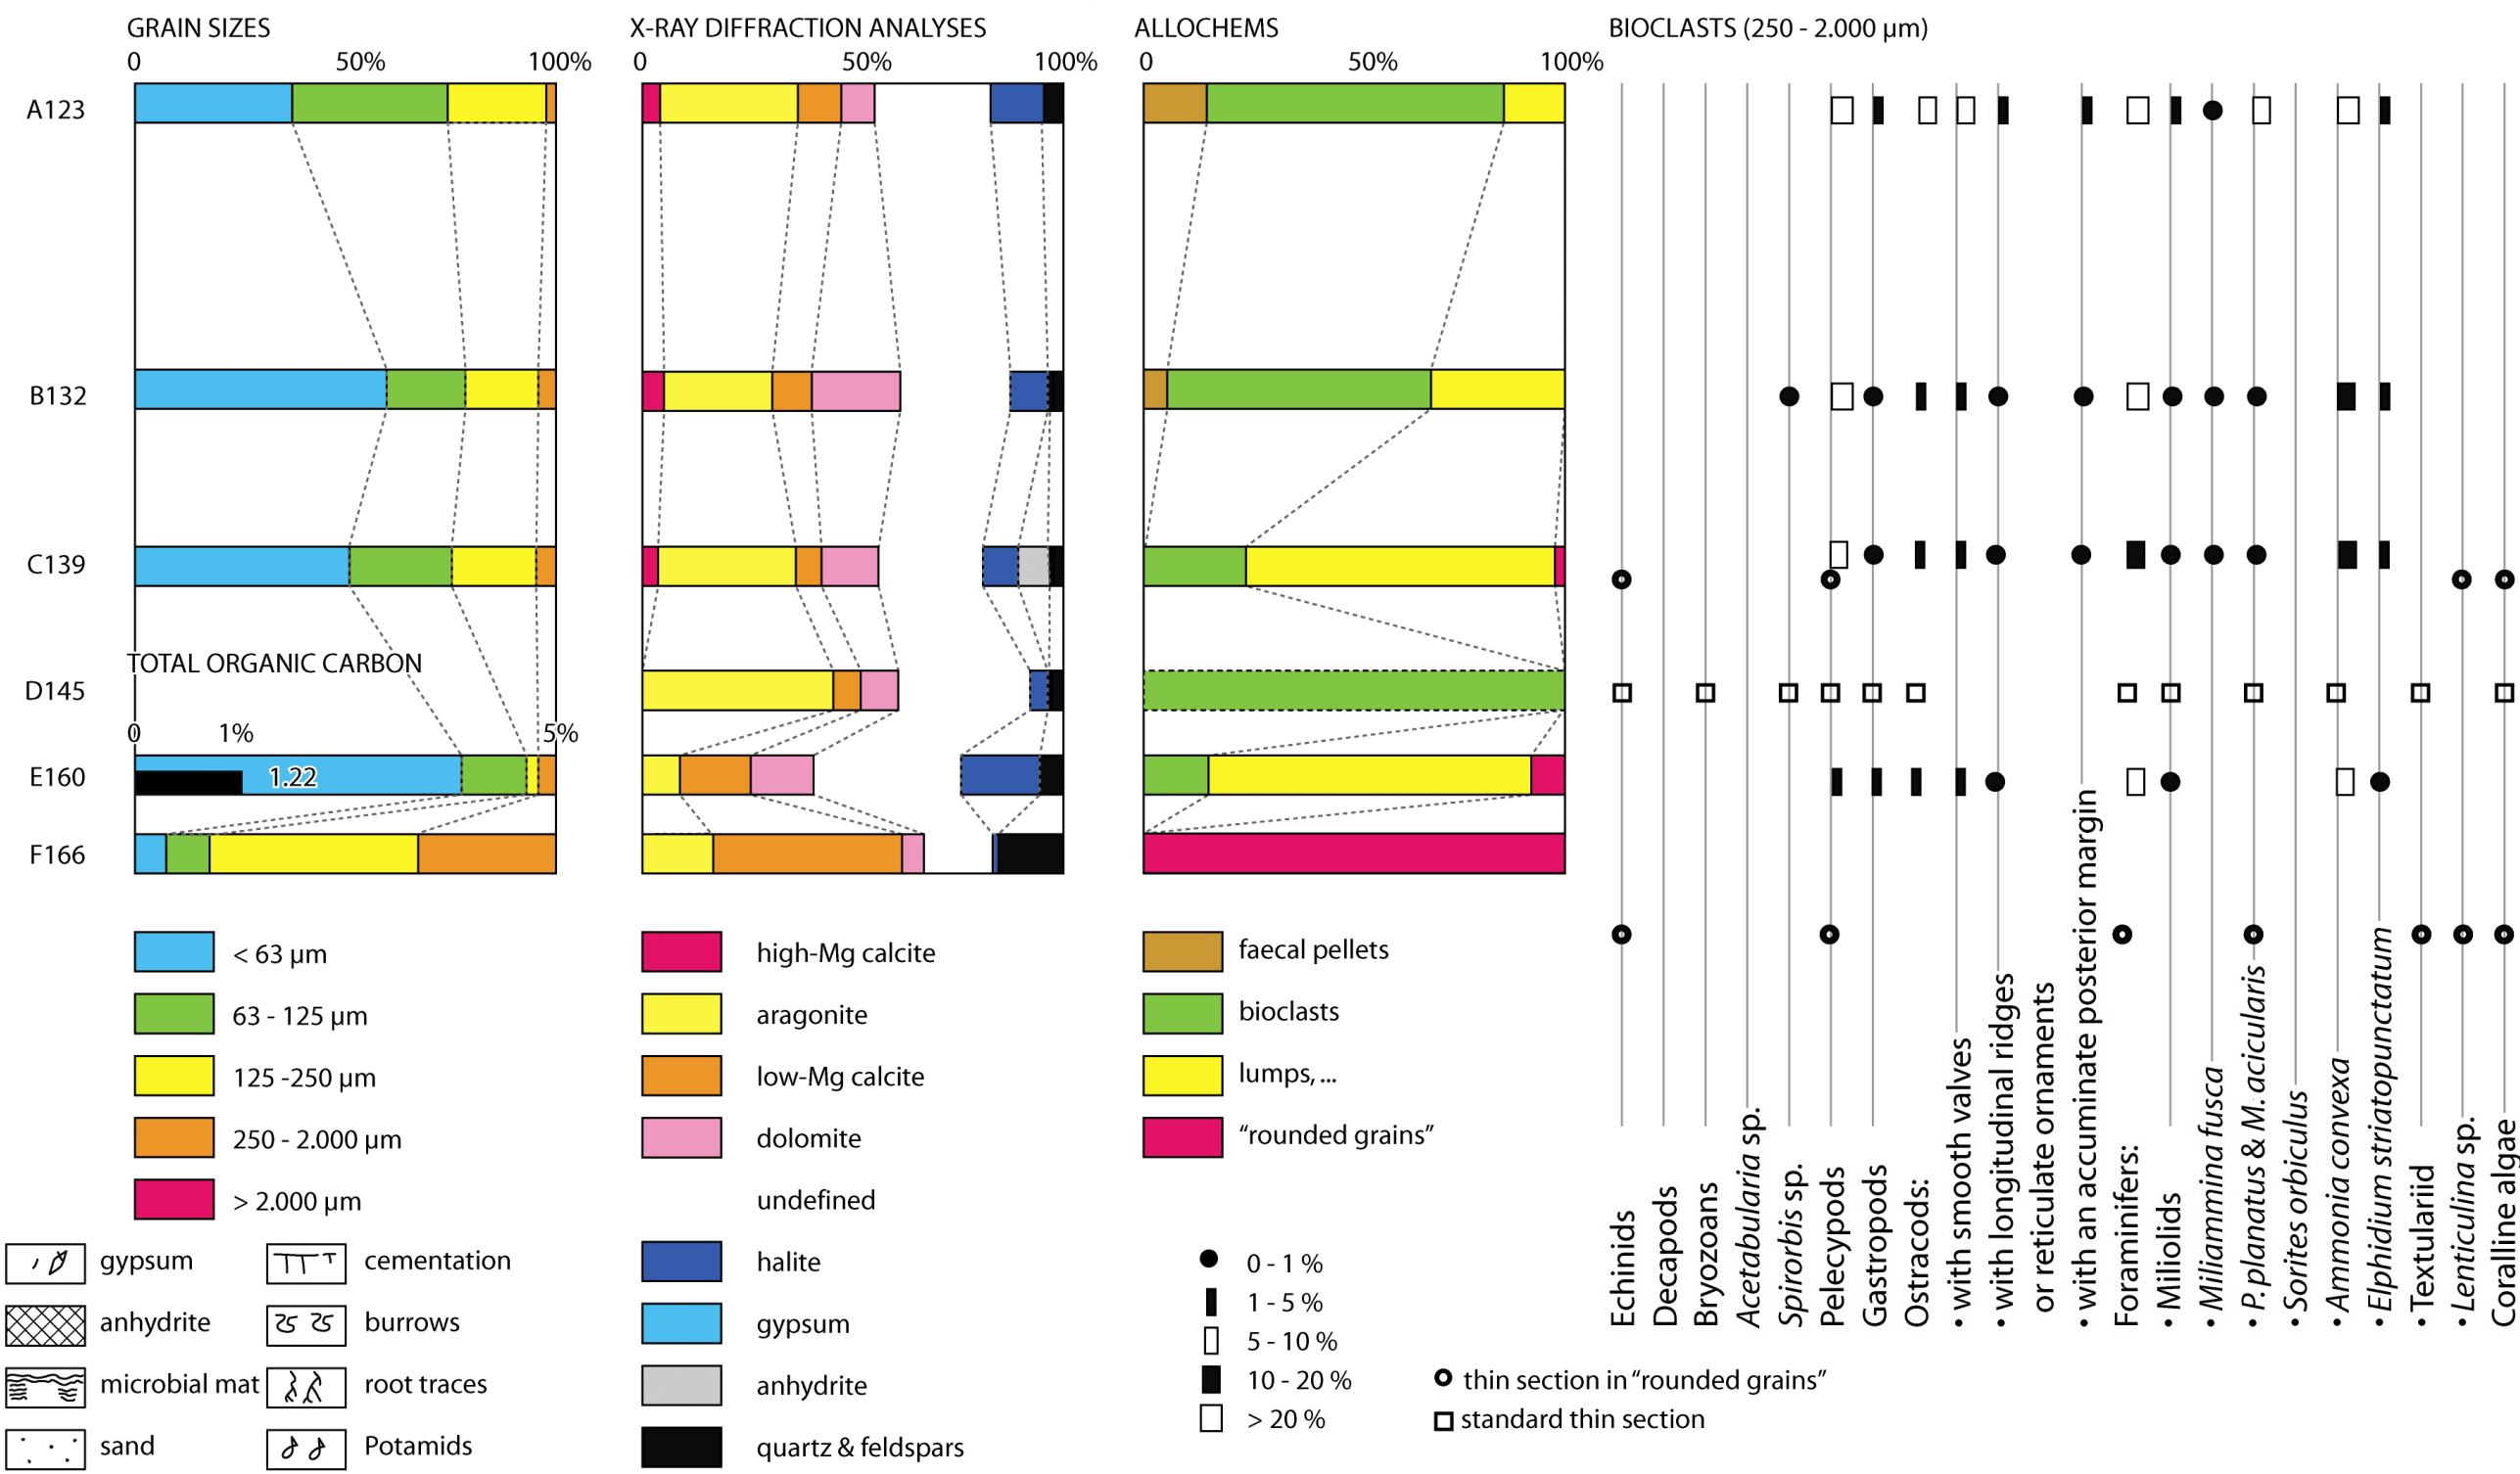 GRAIN SIZES
X-RAY DIFFRACTION ANALYSES
ALLOCHEMS
BIOCLASTS (250 - 2.000 µm)
0 50% 100%
0 50% 100%
0 50% 100%
A123
B132
C139
TOTAL ORGANIC CARBON
D145
0 1% 5%
E160
1.22
F166
< 63 µm
63 - 125 µm
125 -250 µm
250 - 2.000 µm
> 2.000 µm
high-Mg calcite
aragonite
low-Mg calcite
dolomite
undefined
halite
gypsum
anhydrite
quartz & feldspars
faecal pellets
bioclasts
lumps, ...
“rounded grains”
gypsum
anhydrite
microbial mat
sand
cementation
burrows
root traces
Potamids
0 - 1 %
1 - 5 %
5 - 10 %
10 - 20 %
> 20 %
thin section in “rounded grains”
standard thin section
Echinids
Decapods
Bryozoans
Acetabularia sp.
Spirorbis sp.
Pelecypods
Gastropods
Ostracods:
• with smooth valves
• with longitudinal ridges
or reticulate ornaments
• with an accuminate posterior margin
Foraminifers:
• Miliolids
• Miliammina fusca
• P. planatus & M. acicularis
• Sorites orbiculus
• Ammonia convexa
• Elphidium striatopunctatum
• Textulariid
• Lenticulina sp.
Coralline algae